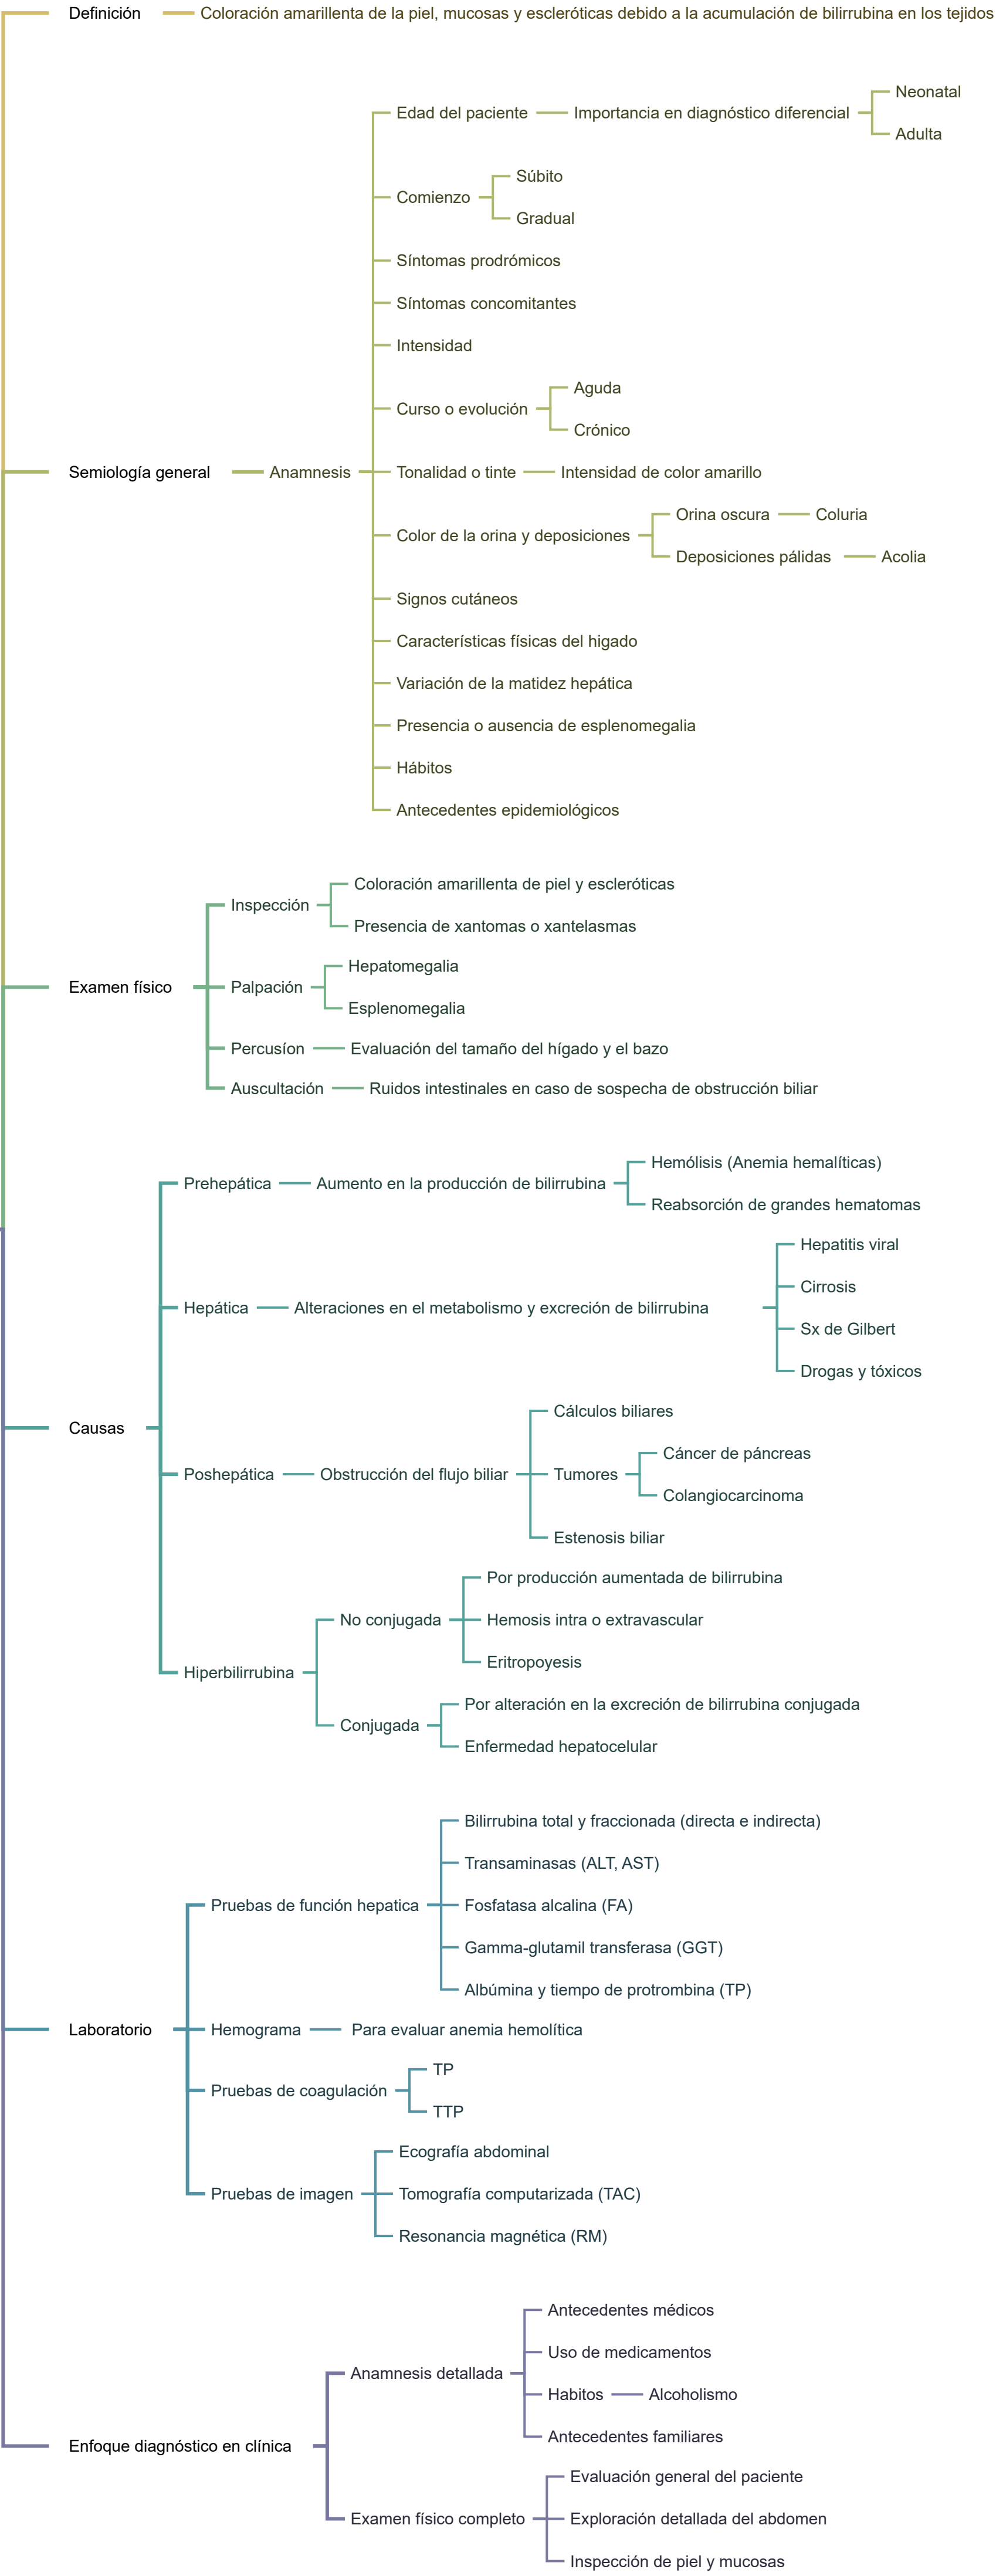 Definición
Coloración amarillenta de la piel, mucosas y escleróticas debido a la acumulación de bilirrubina en los tejidos
Semiología general
Anamnesis
Edad del paciente
Importancia en diagnóstico diferencial
Neonatal
Adulta
Comienzo
Súbito
Gradual
Síntomas prodrómicos
Síntomas concomitantes
Intensidad
Curso o evolución
Aguda
Crónico
Tonalidad o tinte
Intensidad de color amarillo
Color de la orina y deposiciones
Orina oscura
Coluria
Deposiciones pálidas
Acolia
Signos cutáneos
Características físicas del higado
Variación de la matidez hepática
Presencia o ausencia de esplenomegalia
Hábitos
Antecedentes epidemiológicos
Examen físico
Inspección
Coloración amarillenta de piel y escleróticas
Presencia de xantomas o xantelasmas
Palpación
Hepatomegalia
Esplenomegalia
Percusíon
Evaluación del tamaño del hígado y el bazo
Auscultación
Ruidos intestinales en caso de sospecha de obstrucción biliar
Causas
Prehepática
Aumento en la producción de bilirrubina
Hemólisis (Anemia hemalíticas)
Reabsorción de grandes hematomas
Hepática
Alteraciones en el metabolismo y excreción de bilirrubina
Hepatitis viral
Cirrosis
Sx de Gilbert
Drogas y tóxicos
Poshepática
Obstrucción del flujo biliar
Cálculos biliares
Tumores
Cáncer de páncreas
Colangiocarcinoma
Estenosis biliar
Hiperbilirrubina
No conjugada
Por producción aumentada de bilirrubina
Hemosis intra o extravascular
Eritropoyesis
Conjugada
Por alteración en la excreción de bilirrubina conjugada
Enfermedad hepatocelular
Laboratorio
Pruebas de función hepatica
Bilirrubina total y fraccionada (directa e indirecta)
Transaminasas (ALT, AST)
Fosfatasa alcalina (FA)
Gamma-glutamil transferasa (GGT)
Albúmina y tiempo de protrombina (TP)
Hemograma
Para evaluar anemia hemolítica
Pruebas de coagulación
TP
TTP
Pruebas de imagen
Ecografía abdominal
Tomografía computarizada (TAC)
Resonancia magnética (RM)
Enfoque diagnóstico en clínica
Anamnesis detallada
Antecedentes médicos
Uso de medicamentos
Habitos
Alcoholismo
Antecedentes familiares
Examen físico completo
Evaluación general del paciente
Exploración detallada del abdomen
Inspección de piel y mucosas